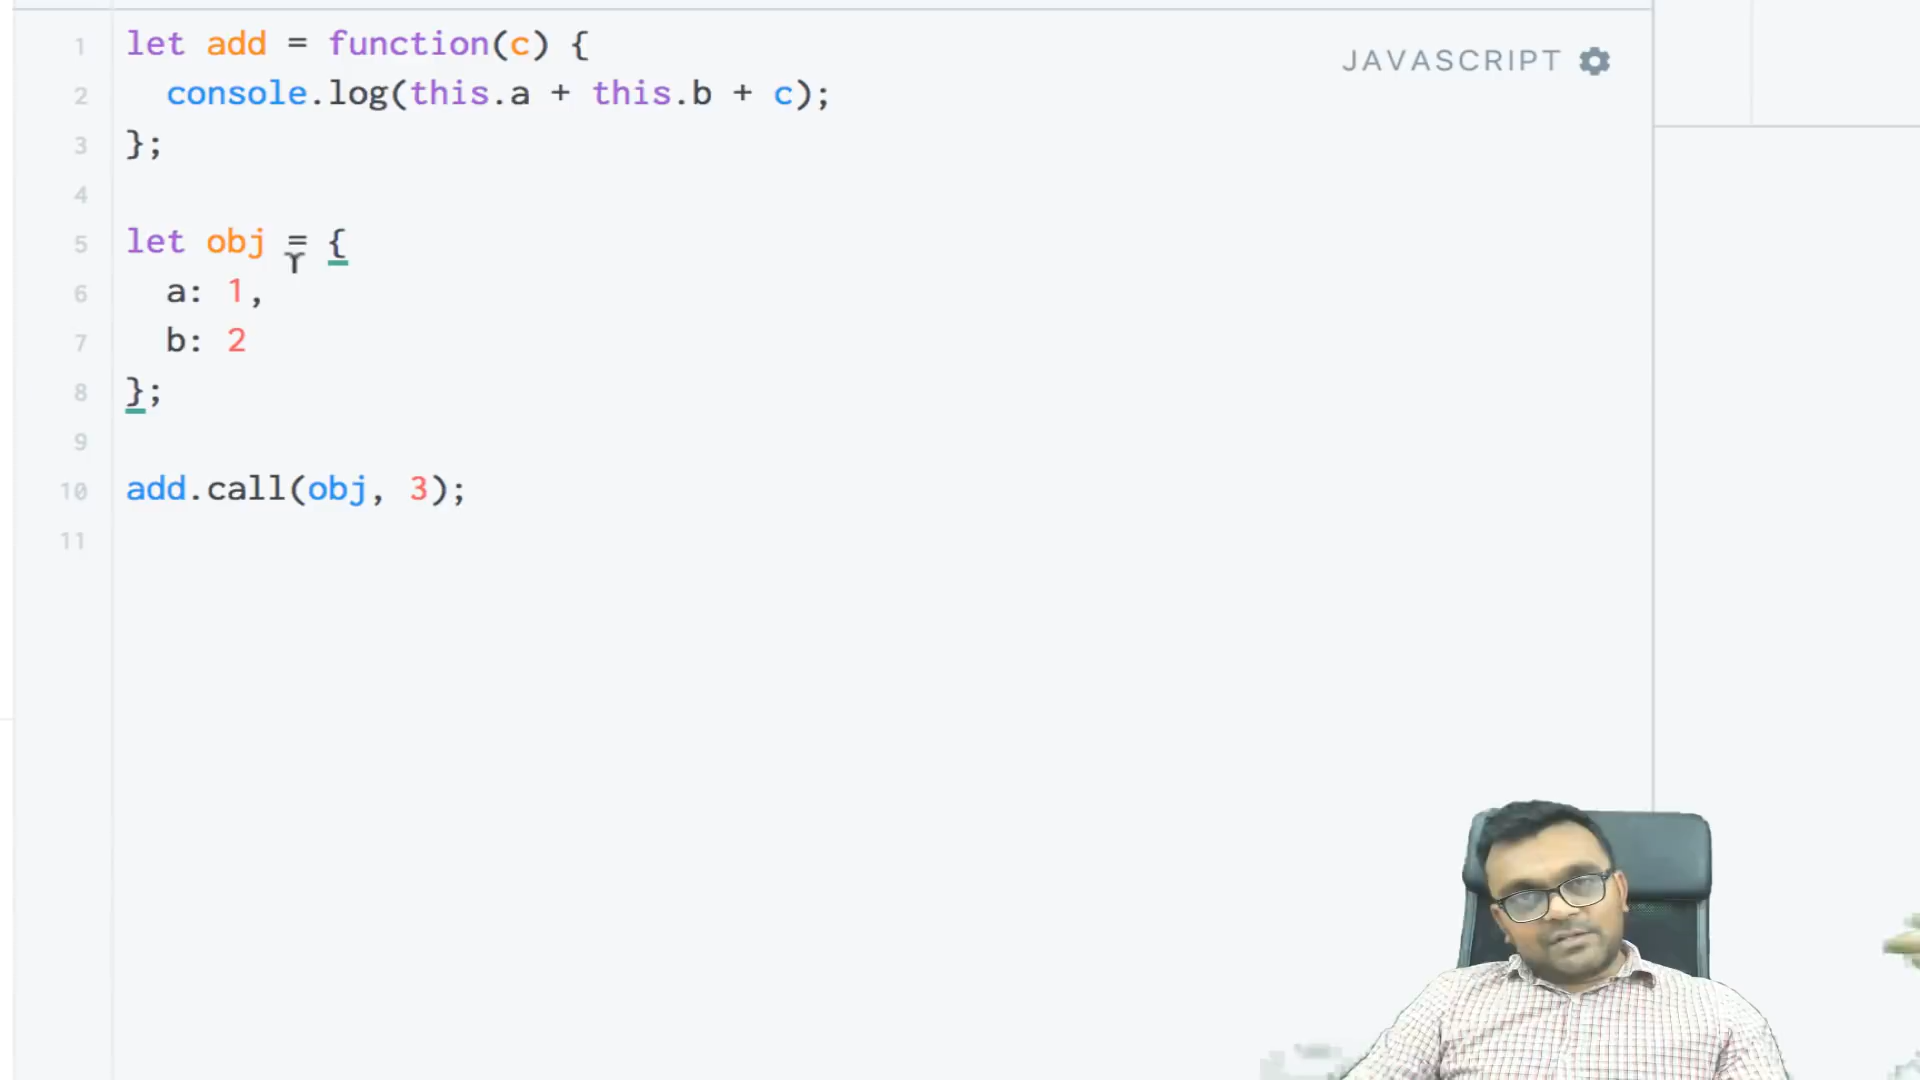 1 let add = function(c) {
JAVASCRIPT
2 console.log(this.a + this.b + c);
3 };
4
5 let obj = {
6 a: 1,
7 b: 2
8 };
9
10 add.call(obj, 3);
11